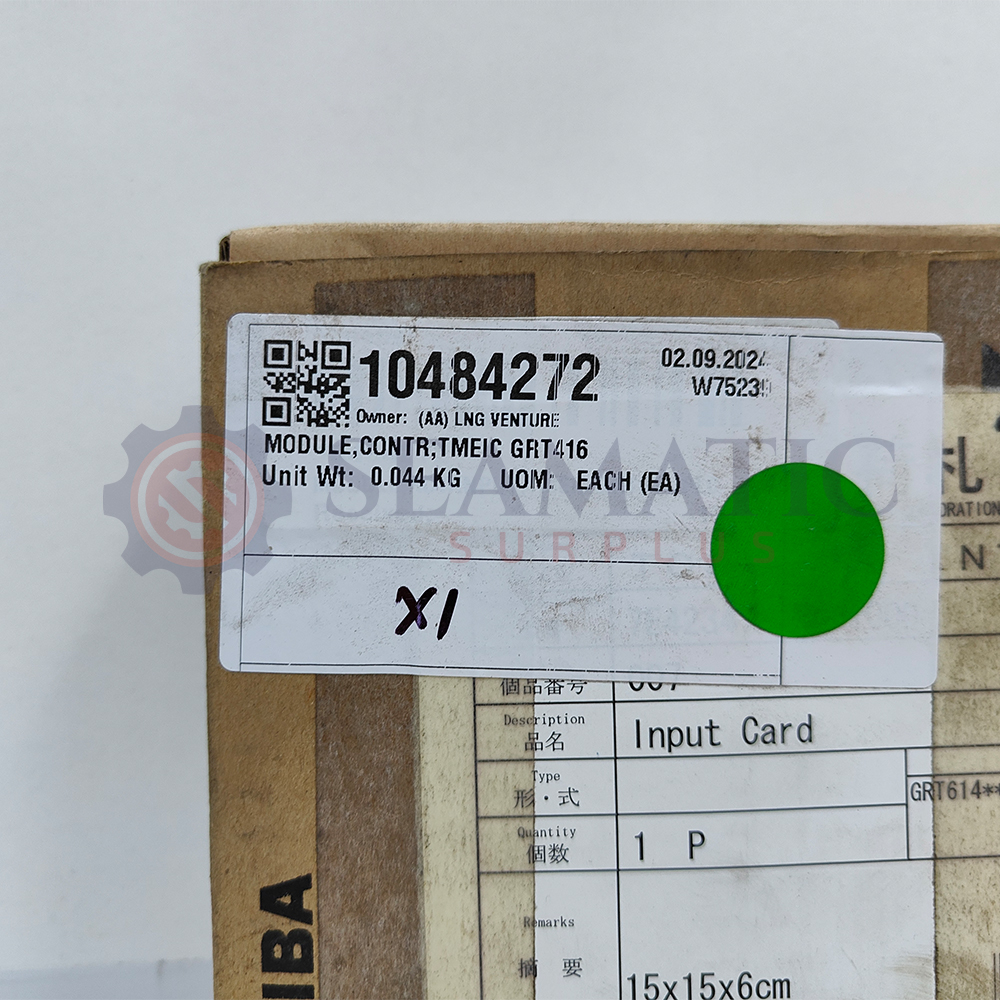 10484272
02.09.2024
W7523
Owner: (AA) LNG VENTURE
MODULE,CONTR;TMEIC GRT416
Unit Wt: 0.044 KG UOM: EACH (EA)
SEAMATIC
SURPLUS
X1
札
ORATION
N
個品番号
Description
品名
Input Card
Type
形・式
GRT614**
Quantity
個数
1 P
Remarks
摘要
15x15x6cm
IBA